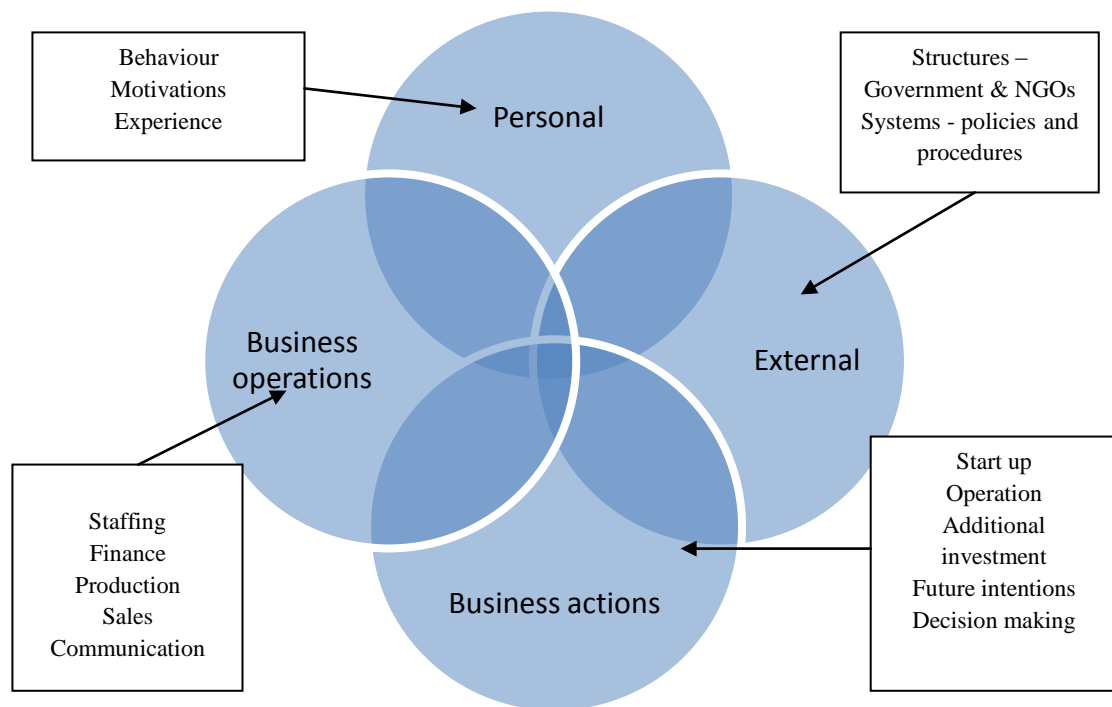 Behaviour
Motivations
Experience
Personal
Structures –
Government & NGOs
Systems - policies and
procedures
Business
operations
External
Staffing
Finance
Production
Sales
Communication
Business actions
Start up
Operation
Additional
investment
Future intentions
Decision making